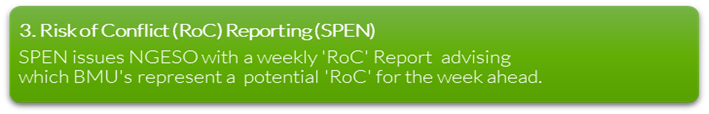 3. Risk of Conflict (RoC) Reporting (SPEN)
SPEN issues NGESO with a weekly 'RoC' Report advising
which BMU's represent a potential 'RoC' for the week ahead.